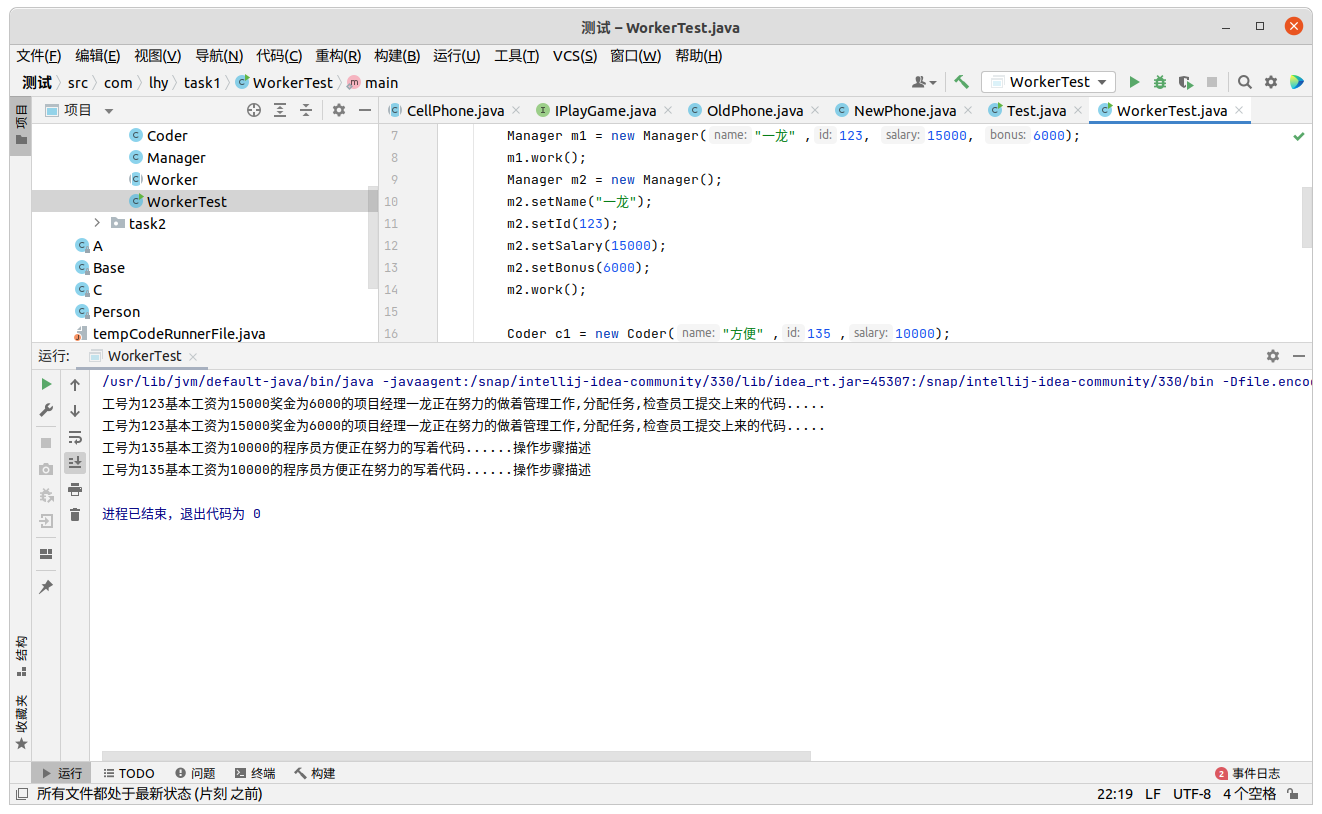 测试 – WorkerTest.java
文件(F) 编辑(E) 视图(V) 导航(N) 代码(C) 重构(R) 构建(B) 运行(U) 工具(T) VCS(S) 窗口(W) 帮助(H)
测试 src com lhy task1 WorkerTest main
WorkerTest
项目
项目
CellPhone.java IPlayGame.java OldPhone.java NewPhone.java Test.java WorkerTest.java
Coder
Manager
Worker
WorkerTest
task2
A
Base
C
Person
tempCodeRunnerFile.java
7 Manager m1 = new Manager( name: "一龙" , id: 123, salary: 15000, bonus: 6000);
8 m1.work();
9 Manager m2 = new Manager();
10 m2.setName("一龙");
11 m2.setId(123);
12 m2.setSalary(15000);
13 m2.setBonus(6000);
14 m2.work();
15
16 Coder c1 = new Coder( name: "方便" , id: 135 , salary: 10000);
运行: WorkerTest
/usr/lib/jvm/default-java/bin/java -javaagent:/snap/intellij-idea-community/330/lib/idea_rt.jar=45307:/snap/intellij-idea-community/330/bin -Dfile.enco
工号为123基本工资为15000奖金为6000的项目经理一龙正在努力的做着管理工作,分配任务,检查员工提交上来的代码.....
工号为123基本工资为15000奖金为6000的项目经理一龙正在努力的做着管理工作,分配任务,检查员工提交上来的代码.....
工号为135基本工资为10000的程序员方便正在努力的写着代码......操作步骤描述
工号为135基本工资为10000的程序员方便正在努力的写着代码......操作步骤描述
进程已结束，退出代码为 0
结构
收藏夹
运行 TODO 问题 终端 构建 2 事件日志
所有文件都处于最新状态 (片刻 之前) 22:19 LF UTF-8 4 个空格